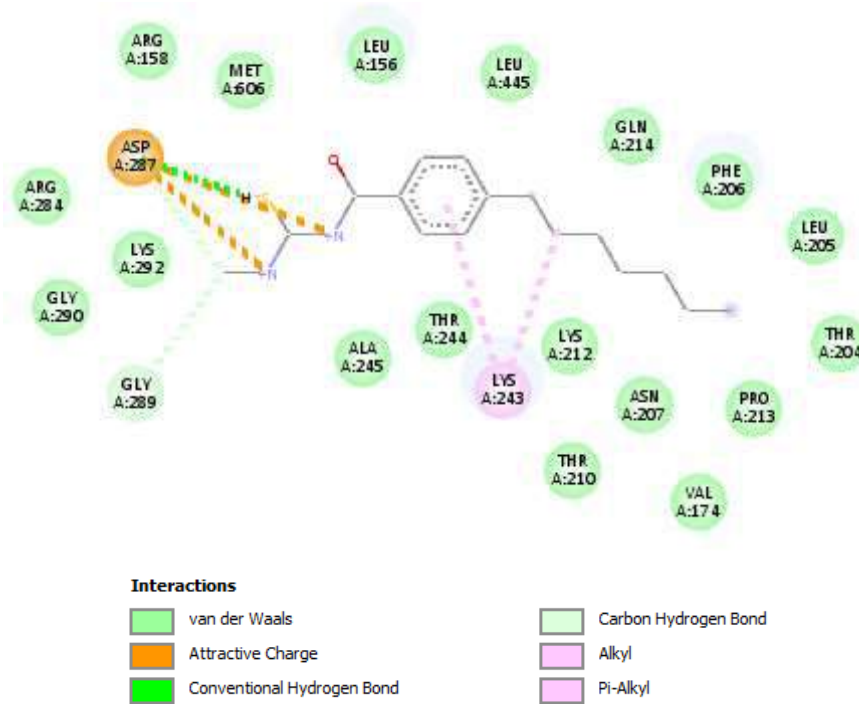 ARG
A:158
MET
A:606
LEU
A:156
LEU
A:445
GLN
A:214
PHE
A:206
ASP
A:287
ARG
A:284
LEU
A:205
LYS
A:292
GLY
A:290
THR
A:204
THR
A:244
LYS
A:212
ALA
A:245
GLY
A:289
LYS
A:243
ASN
A:207
PRO
A:213
THR
A:210
VAL
A:174
H
N
N
Interactions
van der Waals
Attractive Charge
Conventional Hydrogen Bond
Carbon Hydrogen Bond
Alkyl
Pi-Alkyl